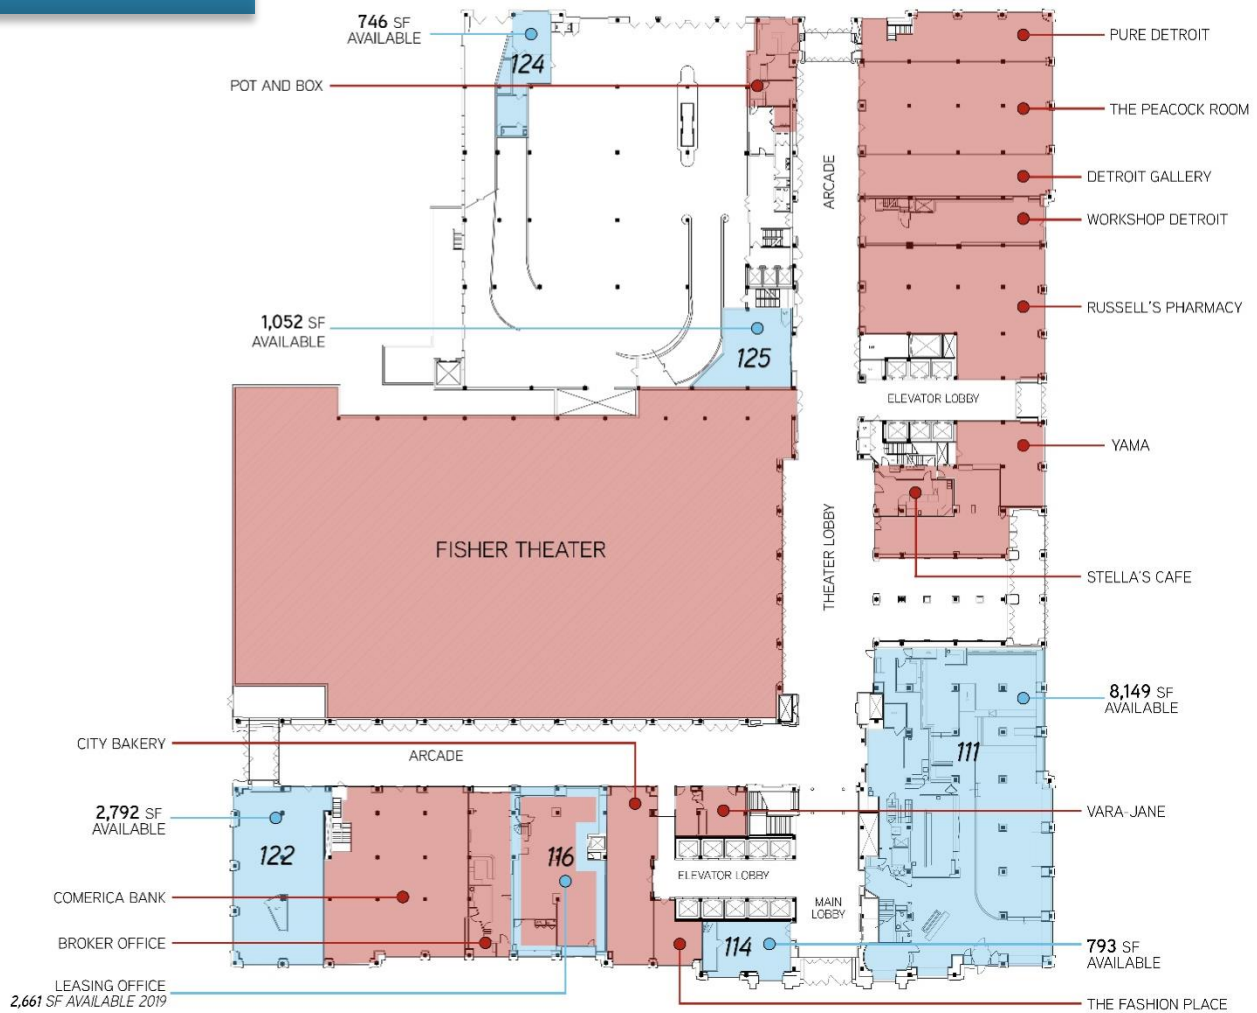 746 SF
AVAILABLE
124
POT AND BOX
PURE DETROIT
THE PEACOCK ROOM
ARCADE
DETROIT GALLERY
WORKSHOP DETROIT
RUSSELL'S PHARMACY
1,052 SF
AVAILABLE
125
ELEVATOR LOBBY
YAMA
FISHER THEATER
THEATER LOBBY
STELLA'S CAFE
8,149 SF
AVAILABLE
111
CITY BAKERY
ARCADE
2,792 SF
AVAILABLE
122
116
VARA-JANE
ELEVATOR LOBBY
COMERICA BANK
MAIN
LOBBY
BROKER OFFICE
114
793 SF
AVAILABLE
LEASING OFFICE
2,661 SF AVAILABLE 2019
THE FASHION PLACE